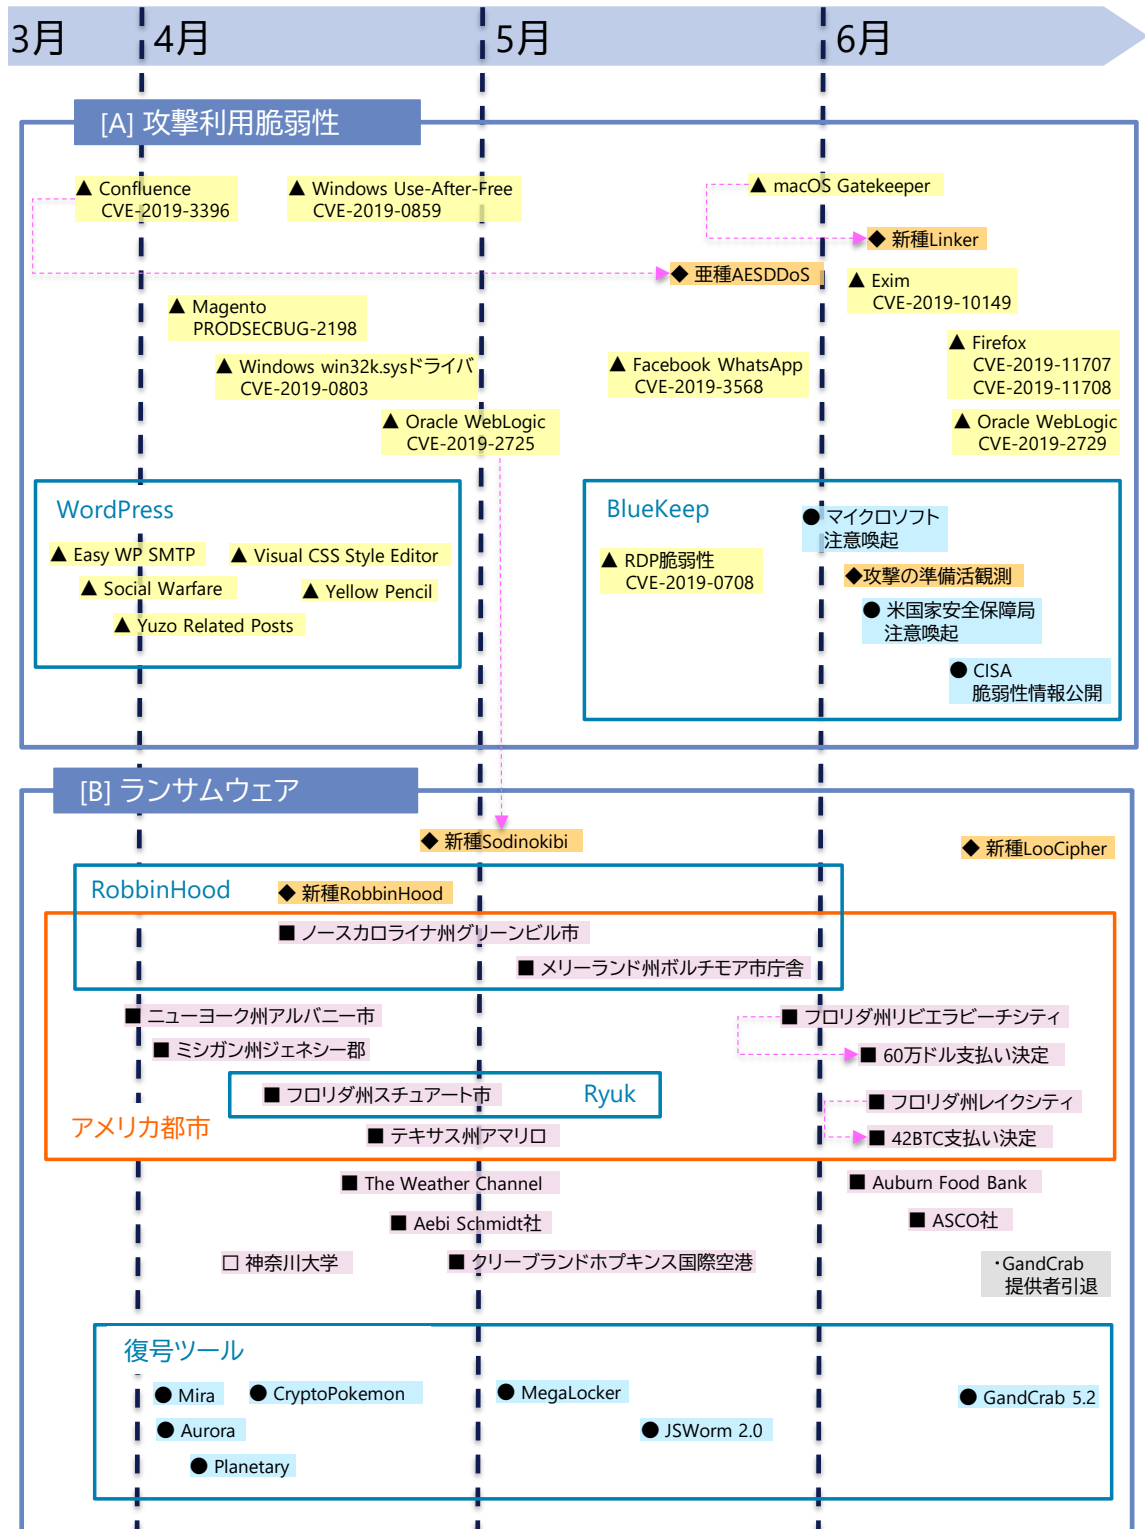 3月
4月
5月
6月
[A] 攻撃利用脆弱性
▲ Confluence
CVE-2019-3396
▲ Windows Use-After-Free
CVE-2019-0859
▲ macOS Gatekeeper
◆ 新種Linker
◆ 亜種AESDDoS
▲ Exim
CVE-2019-10149
▲ Magento
PRODSECBUG-2198
▲ Firefox
CVE-2019-11707
CVE-2019-11708
▲ Windows win32k.sysドライバ
CVE-2019-0803
▲ Facebook WhatsApp
CVE-2019-3568
▲ Oracle WebLogic
CVE-2019-2725
▲ Oracle WebLogic
CVE-2019-2729
WordPress
▲ Easy WP SMTP
▲ Visual CSS Style Editor
▲ Social Warfare
▲ Yellow Pencil
▲ Yuzo Related Posts
BlueKeep
● マイクロソフト
注意喚起
▲ RDP脆弱性
CVE-2019-0708
◆攻撃の準備活観測
● 米国家安全保障局
注意喚起
● CISA
脆弱性情報公開
[B] ランサムウェア
◆ 新種Sodinokibi
◆ 新種LooCipher
RobbinHood
◆ 新種RobbinHood
■ ノースカロライナ州グリーンビル市
■ メリーランド州ボルチモア市庁舎
■ ニューヨーク州アルバニー市
■ フロリダ州リビエラビーチシティ
■ ミシガン州ジェネシー郡
■ 60万ドル支払い決定
■ フロリダ州スチュアート市
Ryuk
■ フロリダ州レイクシティ
アメリカ都市
■ テキサス州アマリロ
■ 42BTC支払い決定
■ The Weather Channel
■ Auburn Food Bank
■ Aebi Schmidt社
■ ASCO社
□ 神奈川大学
■ クリーブランドホプキンス国際空港
・GandCrab
提供者引退
復号ツール
● Mira
● CryptoPokemon
● MegaLocker
● GandCrab 5.2
● Aurora
● JSWorm 2.0
● Planetary